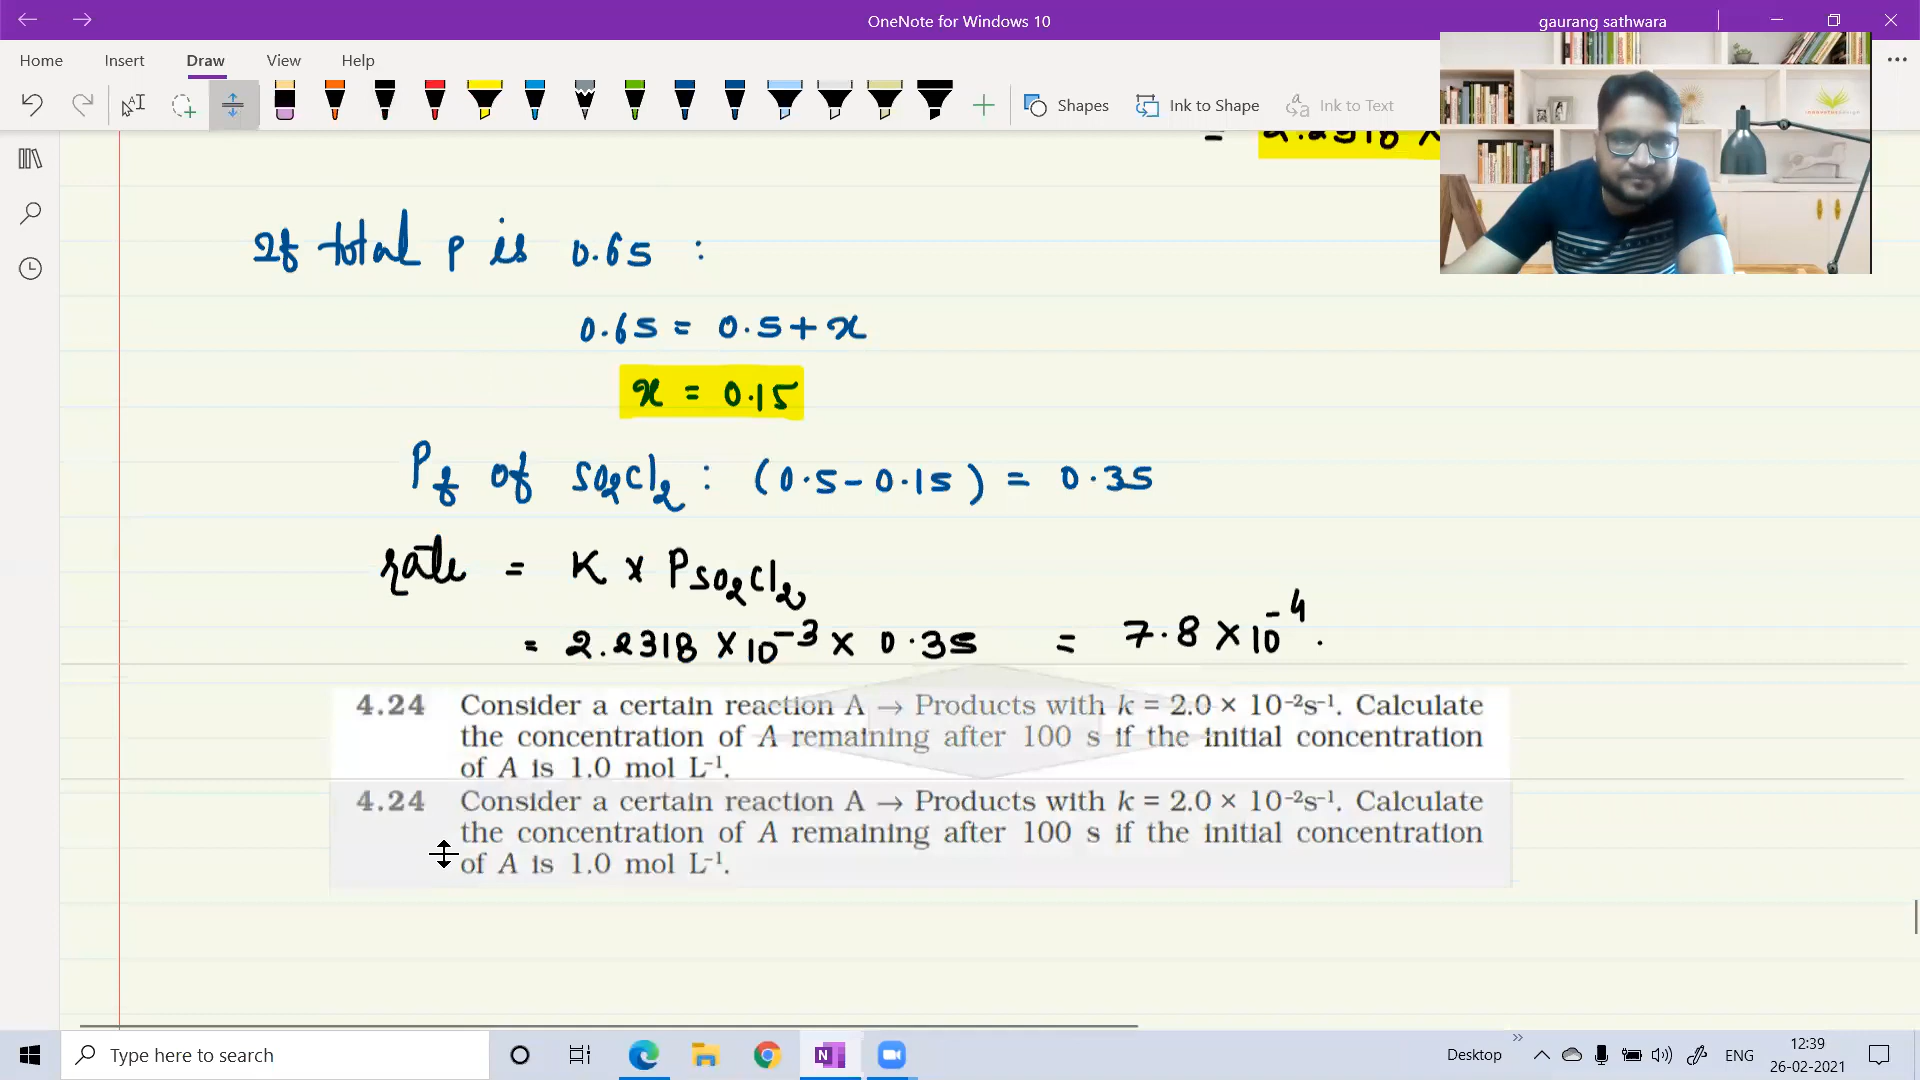 OneNote for Windows 10
gaurang sathwara
Home Insert Draw View Help
Shapes Ink to Shape Ink to Text
If total P is 0.65 :
0.65 = 0.5 + x
x = 0.15
Pf of SO2Cl2 : (0.5 - 0.15) = 0.35
rate = K x PSO2Cl2
= 2.2318 x 10⁻³ x 0.35 = 7.8 x 10⁻⁴.
4.24 Consider a certain reaction A → Products with k = 2.0 × 10⁻²s⁻¹. Calculate
the concentration of A remaining after 100 s if the initial concentration
of A is 1.0 mol L⁻¹.
4.24 Consider a certain reaction A → Products with k = 2.0 × 10⁻²s⁻¹. Calculate
the concentration of A remaining after 100 s if the initial concentration
of A is 1.0 mol L⁻¹.
Type here to search
Desktop
ENG
12:39
26-02-2021